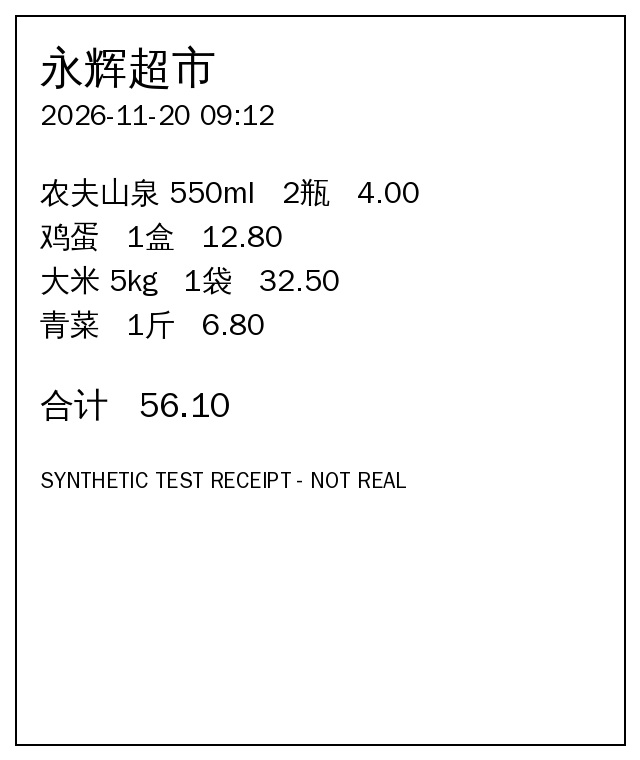 永辉超市
2026-11-20 09:12
农夫山泉 550ml 2瓶 4.00
鸡蛋 1盒 12.80
大米 5kg 1袋 32.50
青菜 1斤 6.80
合计 56.10
SYNTHETIC TEST RECEIPT - NOT REAL